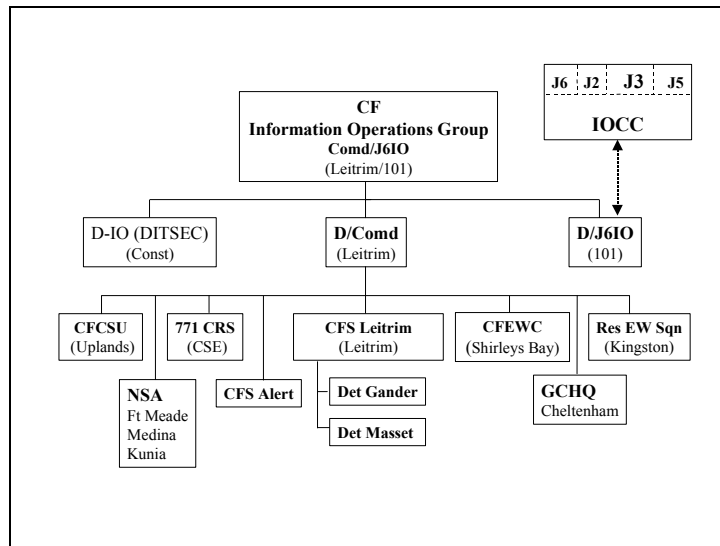 J6 J2 J3 J5
IOCC
CF
Information Operations Group
Comd/J6IO
(Leitrim/101)
D-IO (DITSEC)
(Const)
D/Comd
(Leitrim)
D/J6IO
(101)
CFCSU
(Uplands)
771 CRS
(CSE)
CFS Leitrim
(Leitrim)
CFEWC
(Shirleys Bay)
Res EW Sqn
(Kingston)
NSA
Ft Meade
Medina
Kunia
CFS Alert
Det Gander
Det Masset
GCHQ
Cheltenham